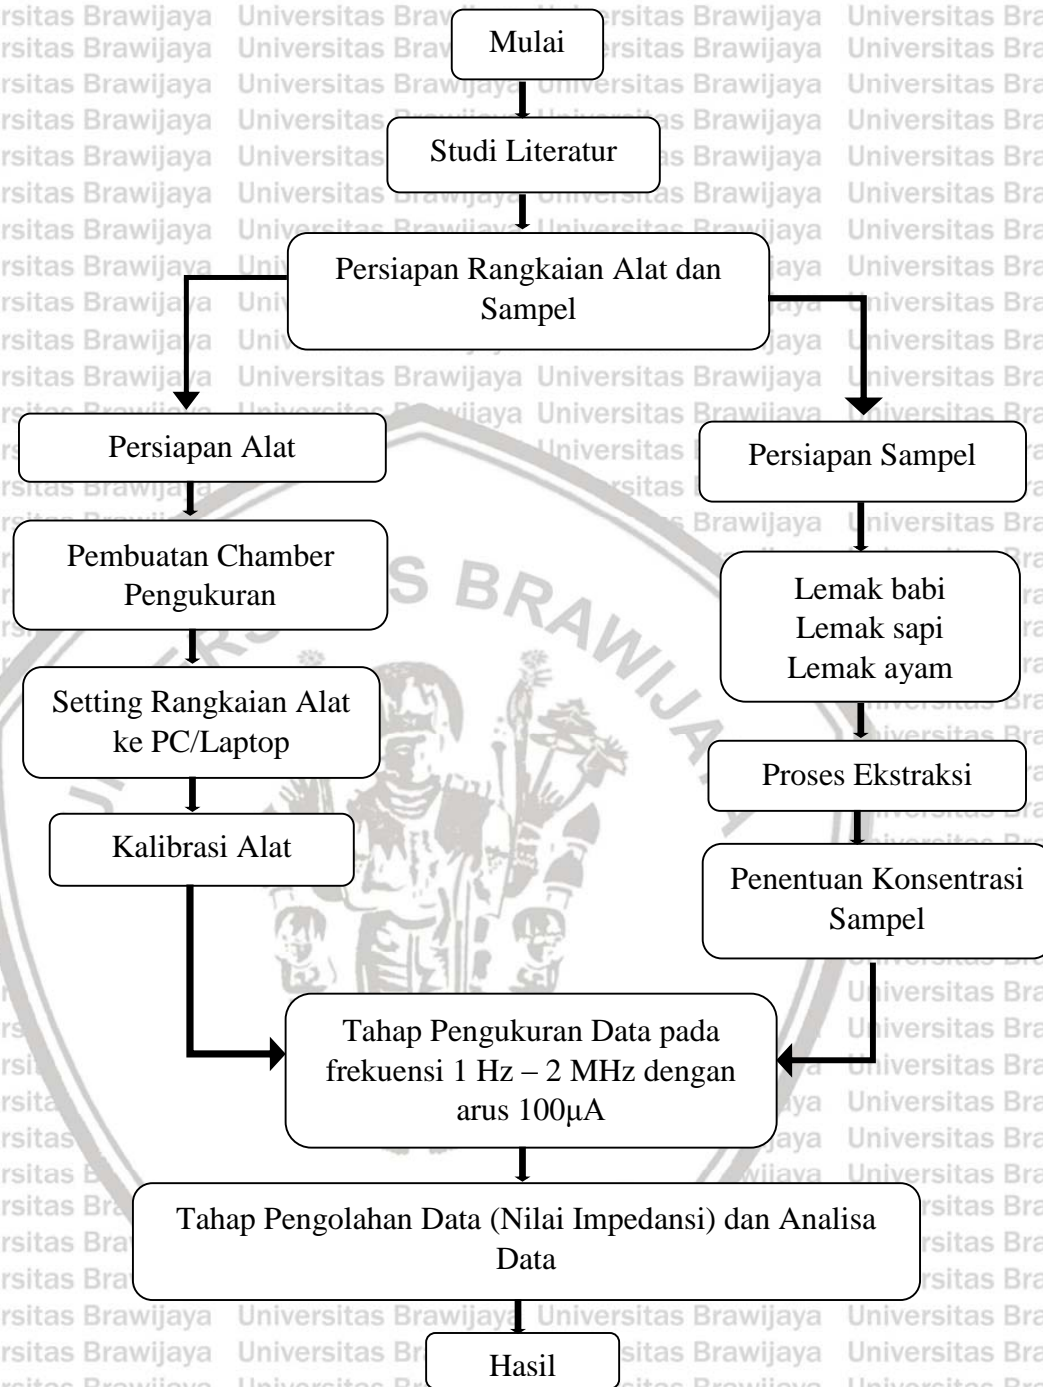 Mulai
Studi Literatur
Persiapan Rangkaian Alat dan
Sampel
Persiapan Alat
Persiapan Sampel
Pembuatan Chamber
Pengukuran
Lemak babi
Lemak sapi
Lemak ayam
Setting Rangkaian Alat
ke PC/Laptop
Proses Ekstraksi
Kalibrasi Alat
Penentuan Konsentrasi
Sampel
Tahap Pengukuran Data pada
frekuensi 1 Hz – 2 MHz dengan
arus 100μA
Tahap Pengolahan Data (Nilai Impedansi) dan Analisa
Data
Hasil